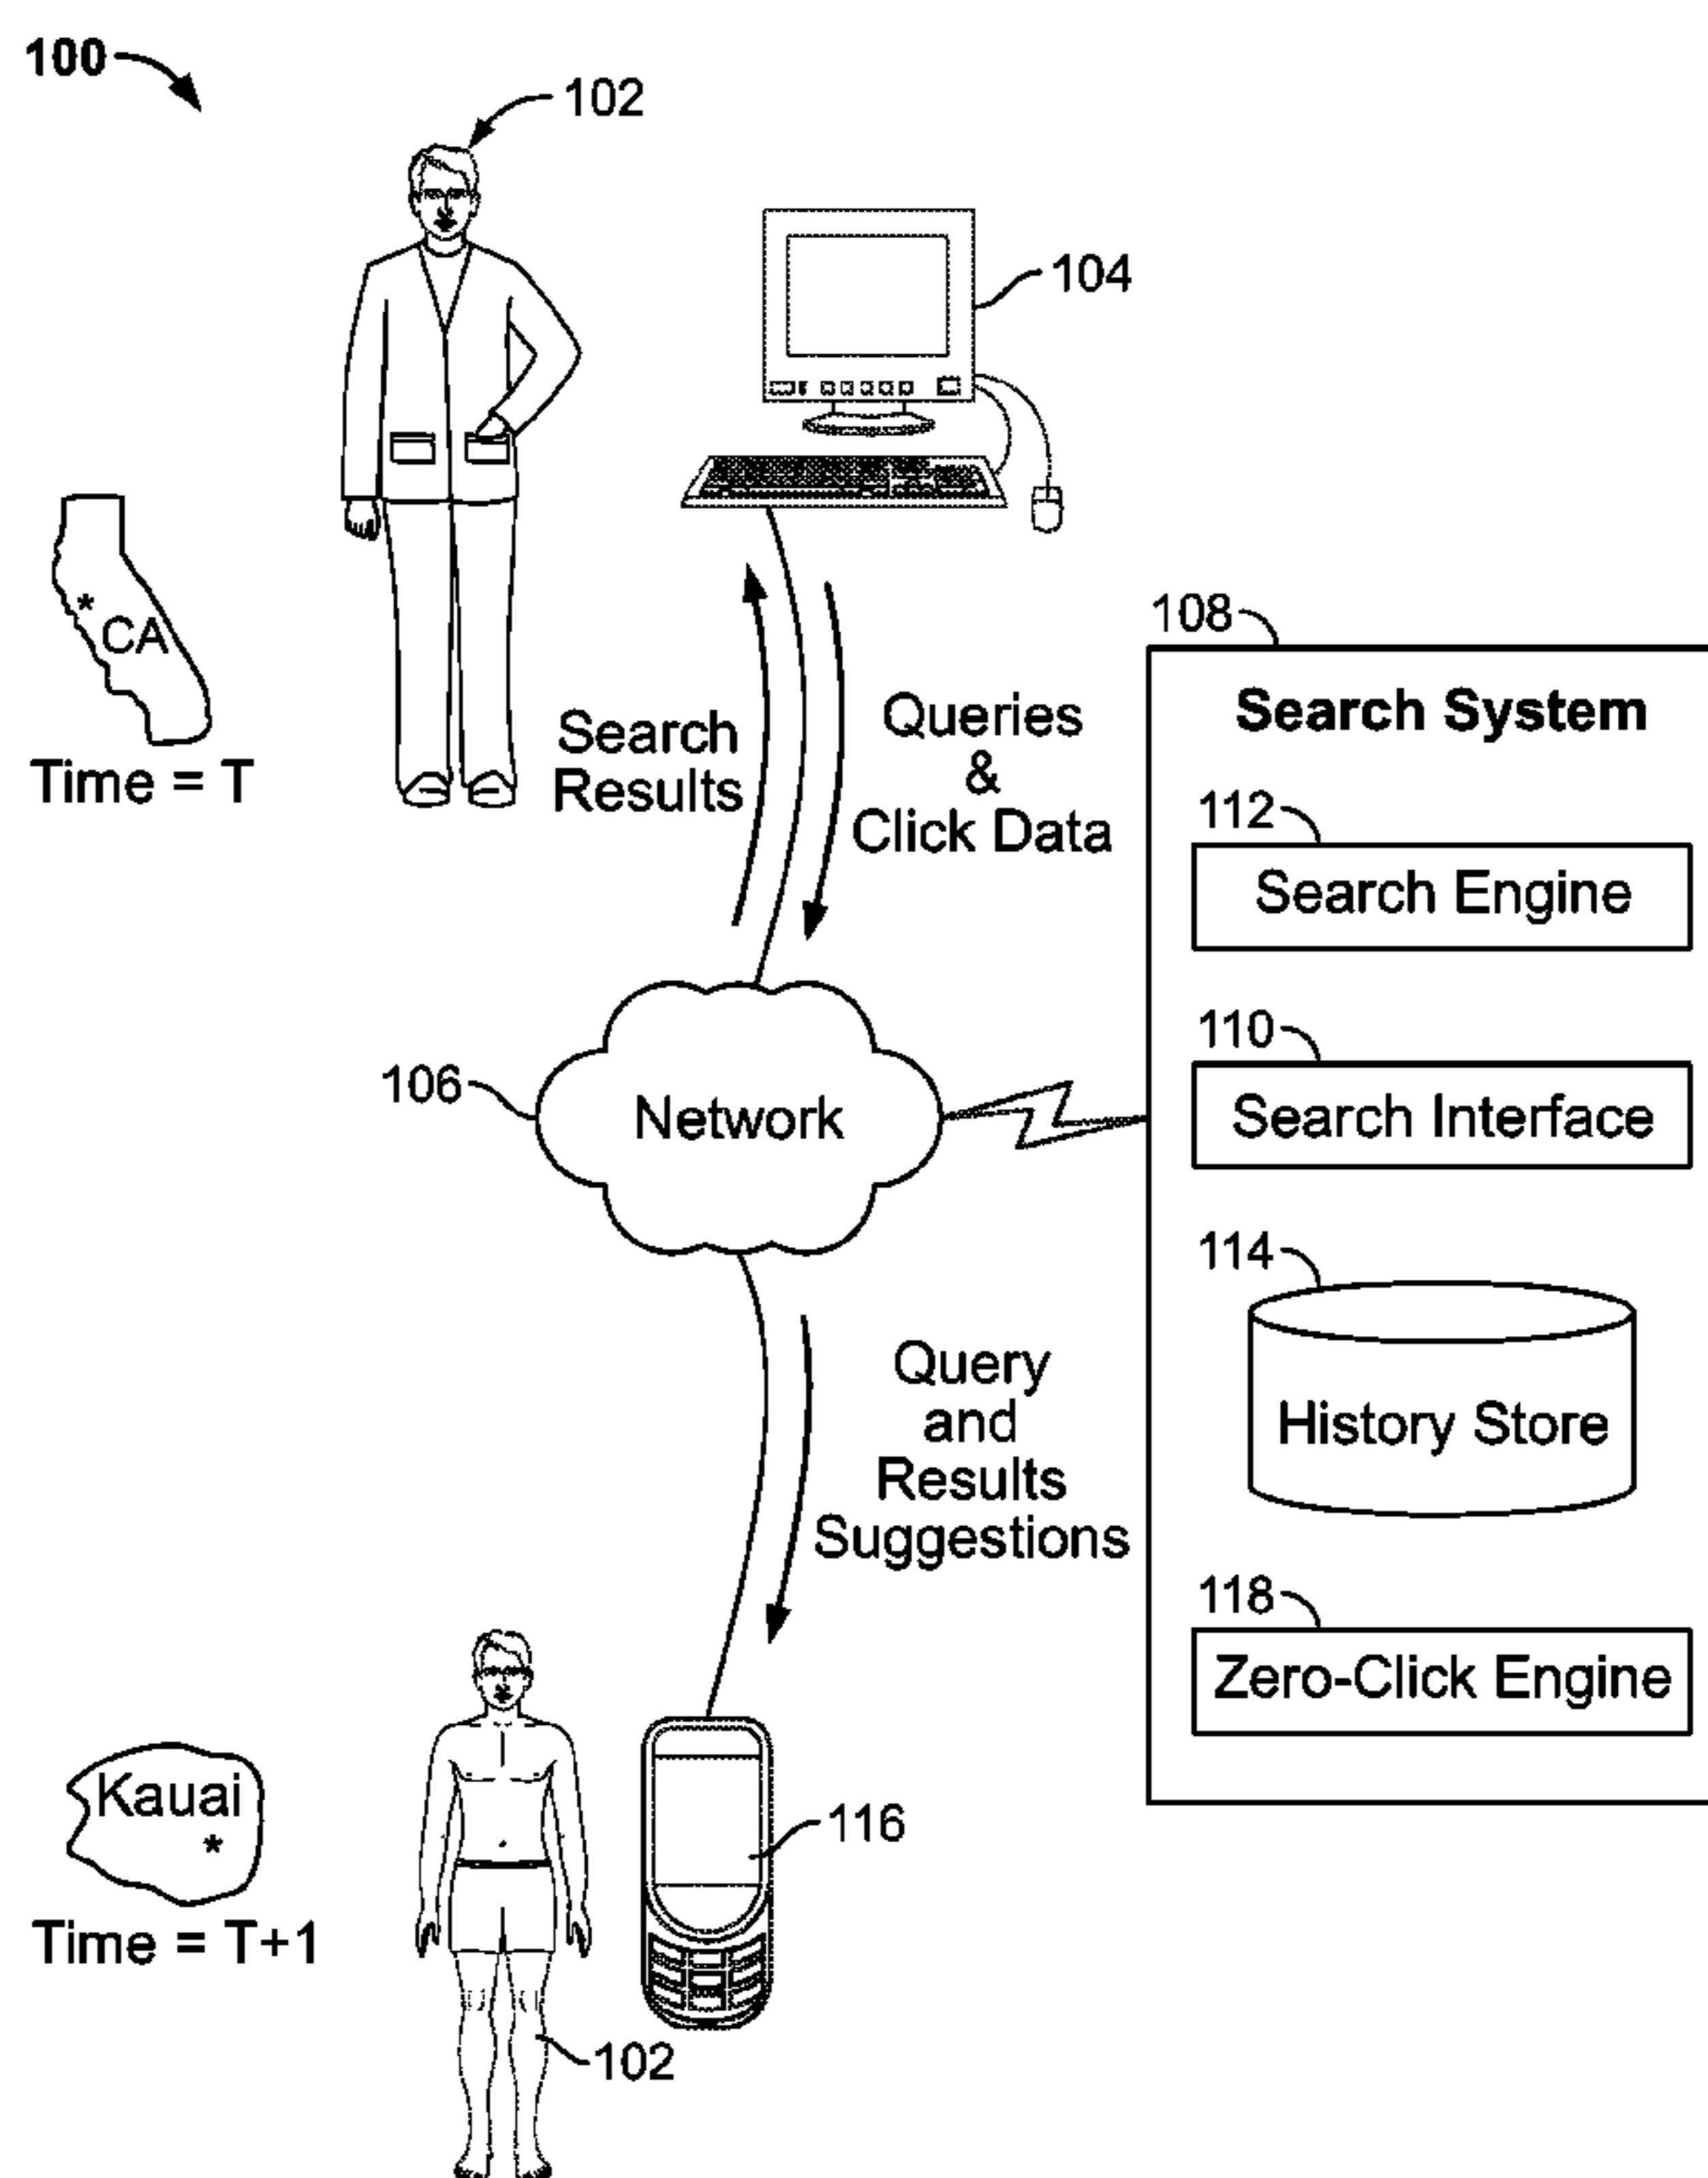 100
102
104
CA
Time = T
Search
Results
Queries
&
Click Data
108
Search System
112
Search Engine
110
Search Interface
106
Network
114
History Store
Query
and
Results
Suggestions
118
Zero-Click Engine
Kauai
*
Time = T+1
116
102